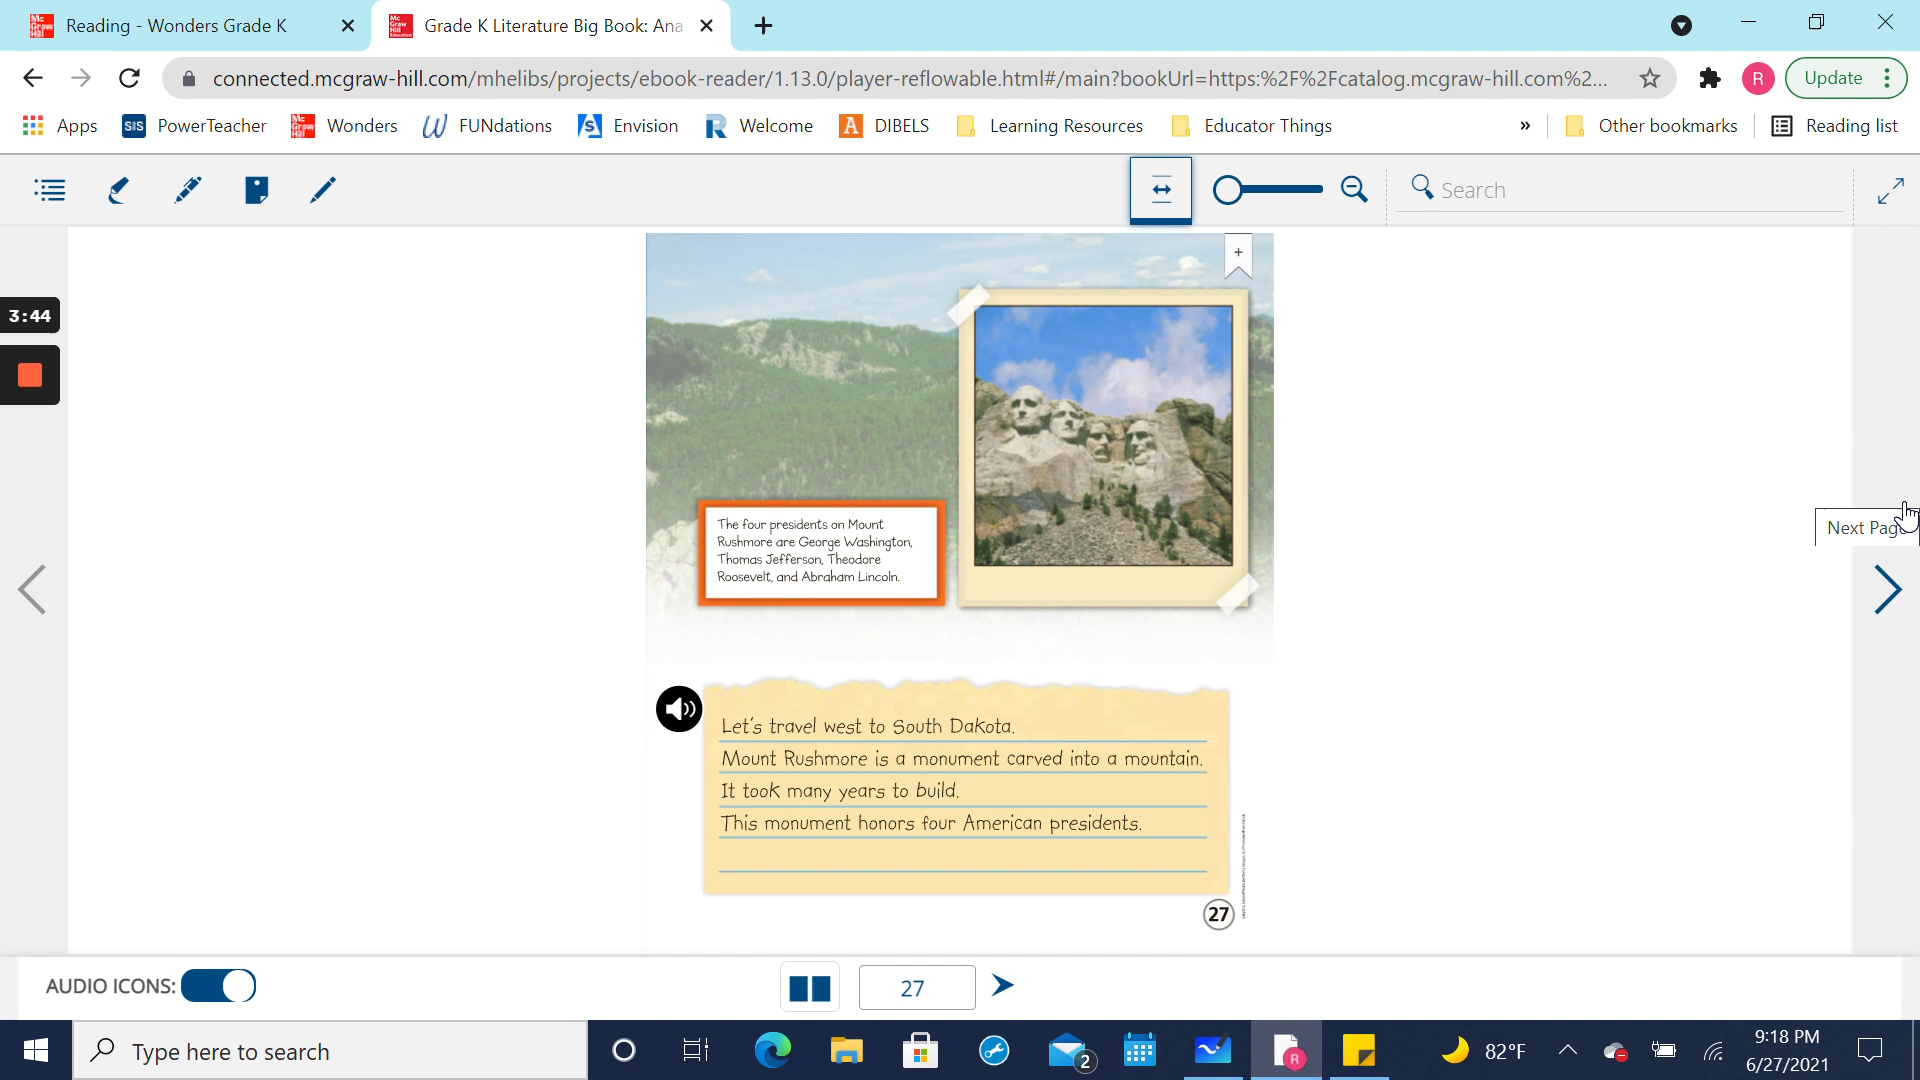 Reading - Wonders Grade K
Grade K Literature Big Book: Ana
connected.mcgraw-hill.com/mhelibs/projects/ebook-reader/1.13.0/player-reflowable.html#/main?bookUrl=https:%2F%2Fcatalog.mcgraw-hill.com%2...
R
Update
Apps
SIS PowerTeacher
Wonders
FUNdations
Envision
Welcome
DIBELS
Learning Resources
Educator Things
»
Other bookmarks
Reading list
Search
3:44
+
The four presidents on Mount
Rushmore are George Washington,
Thomas Jefferson, Theodore
Roosevelt, and Abraham Lincoln.
Next Page
Let's travel west to South Dakota.
Mount Rushmore is a monument carved into a mountain.
It took many years to build.
This monument honors four American presidents.
27
AUDIO ICONS:
27
Type here to search
2
R
82°F
9:18 PM
6/27/2021